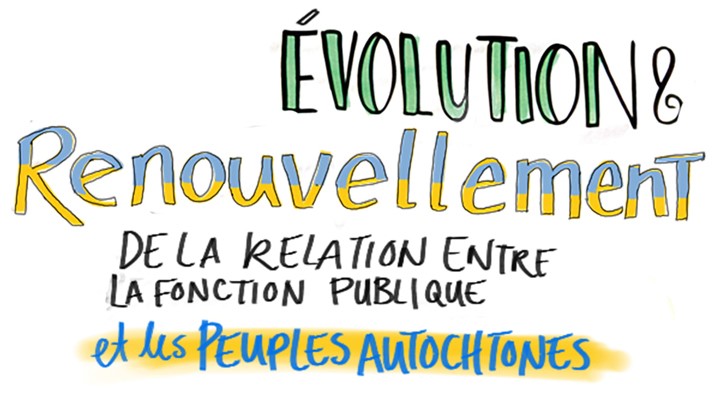 ÉVOLUTION &
Renouvellement
DE LA RELATION ENTRE
LA FONCTION PUBLIQUE
et les PEUPLES AUTOCHTONES